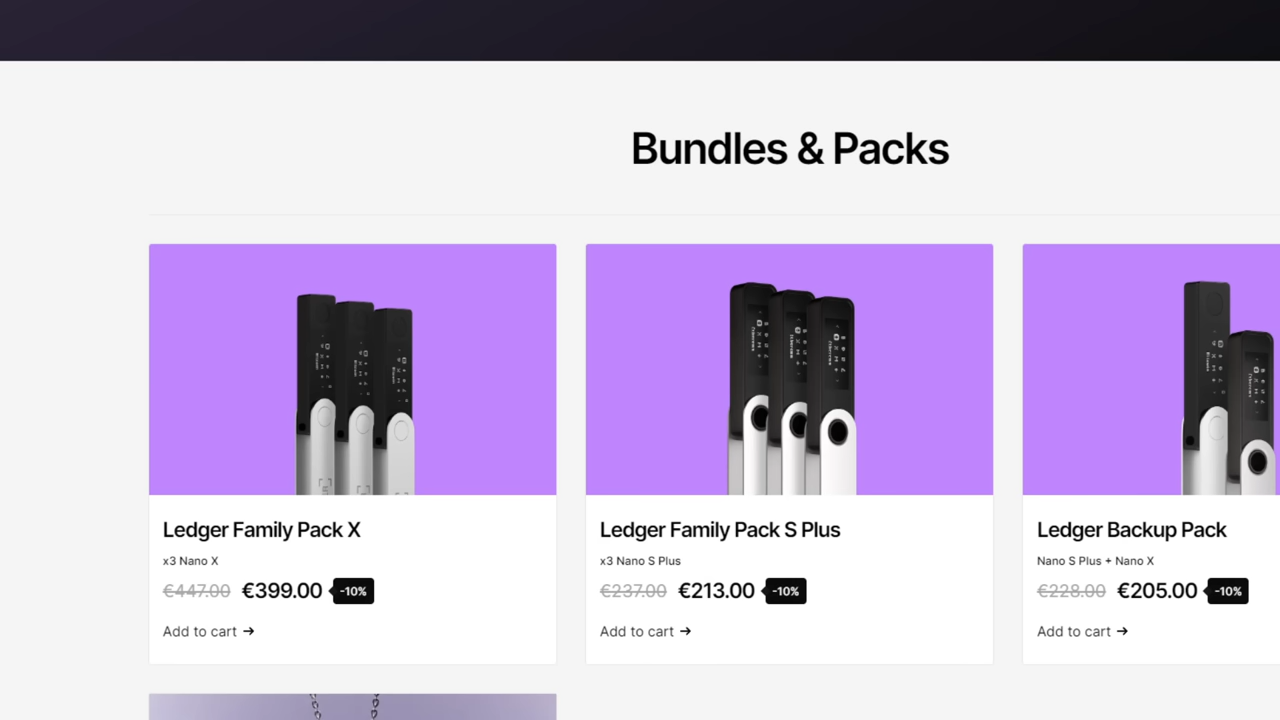 Bundles & Packs
Ledger Family Pack X
x3 Nano X
€447.00 €399.00 -10%
Add to cart →
Ledger Family Pack S Plus
x3 Nano S Plus
€237.00 €213.00 -10%
Add to cart →
Ledger Backup Pack
Nano S Plus + Nano X
€228.00 €205.00 -10%
Add to cart →